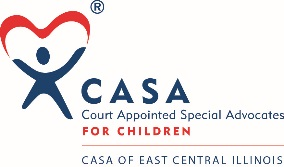 ®
CASA
Court Appointed Special Advocates
FOR CHILDREN
CASA OF EAST CENTRAL ILLINOIS